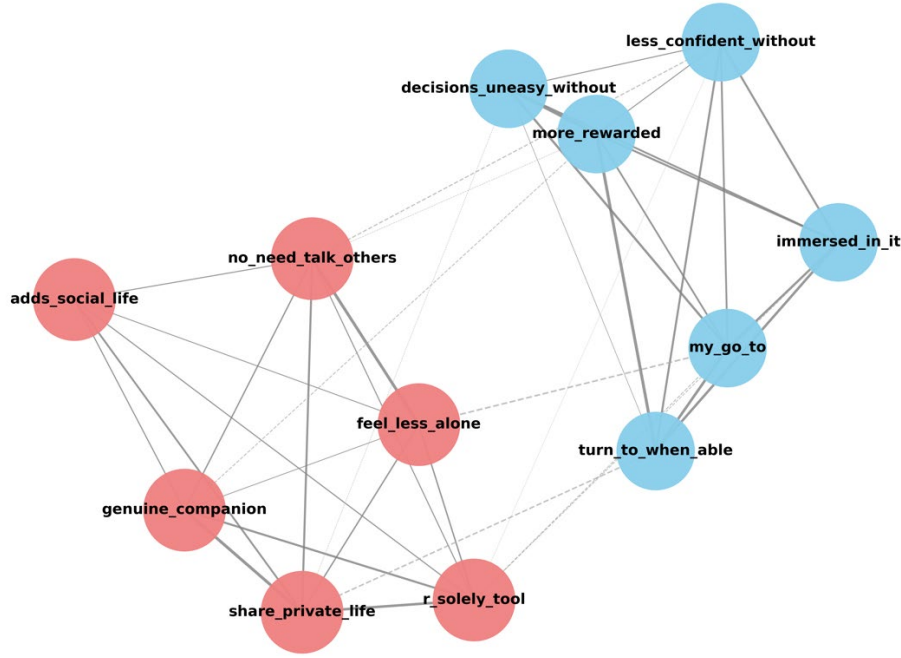 less_confident_without
decisions_uneasy_without
more_rewarded
immersed_in_it
no_need_talk_others
adds_social_life
my_go_to
feel_less_alone
turn_to_when_able
genuine_companion
share_private_life
r_solely_tool